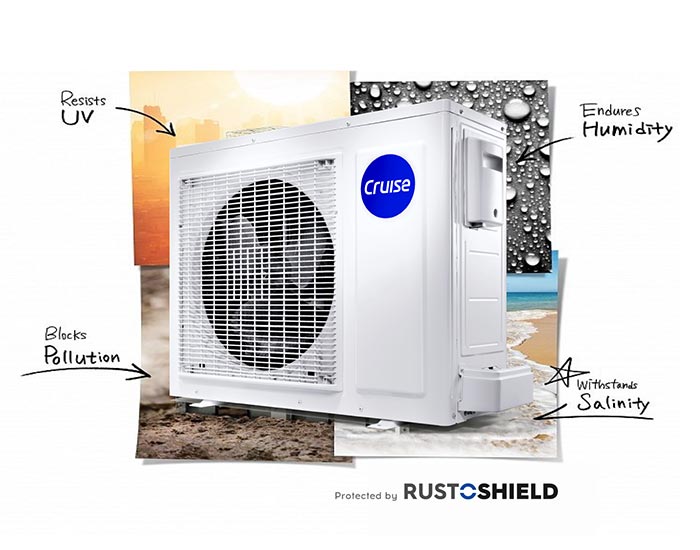 Resists
UV
Endures
Humidity
Cruise
Blocks
Pollution
Withstands
Salinity
Protected by RUSTOSHIELD